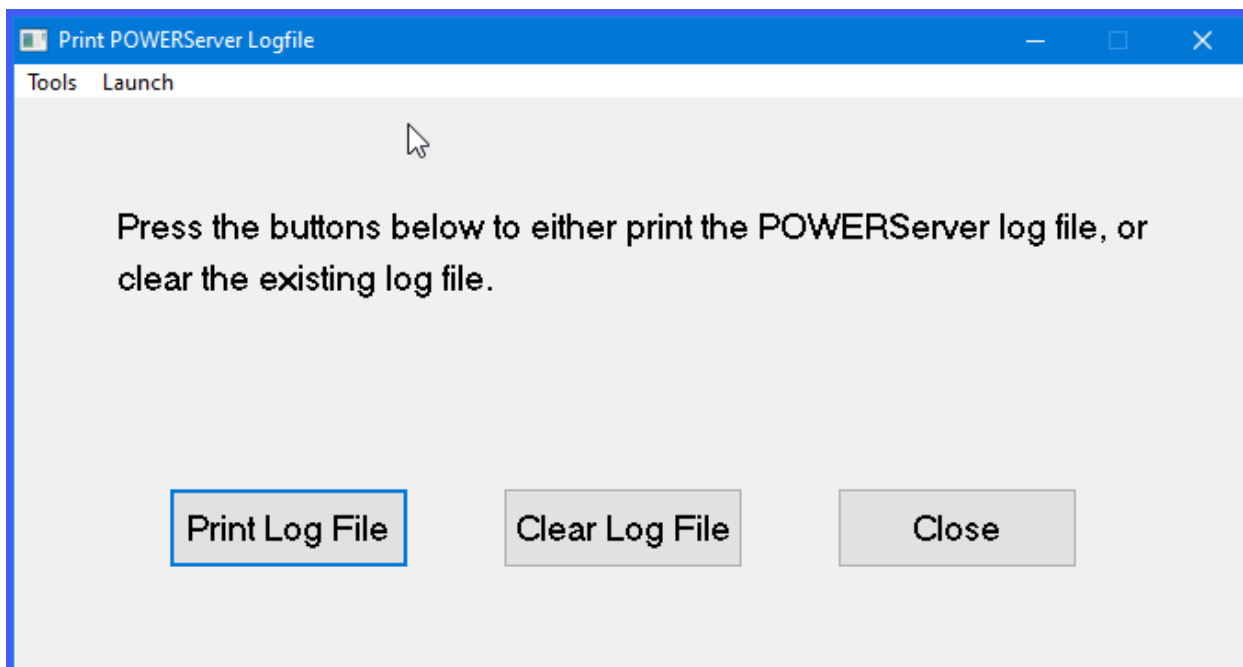 Print POWERServer Logfile
Tools Launch
Press the buttons below to either print the POWERServer log file, or
clear the existing log file.
Print Log File Clear Log File Close